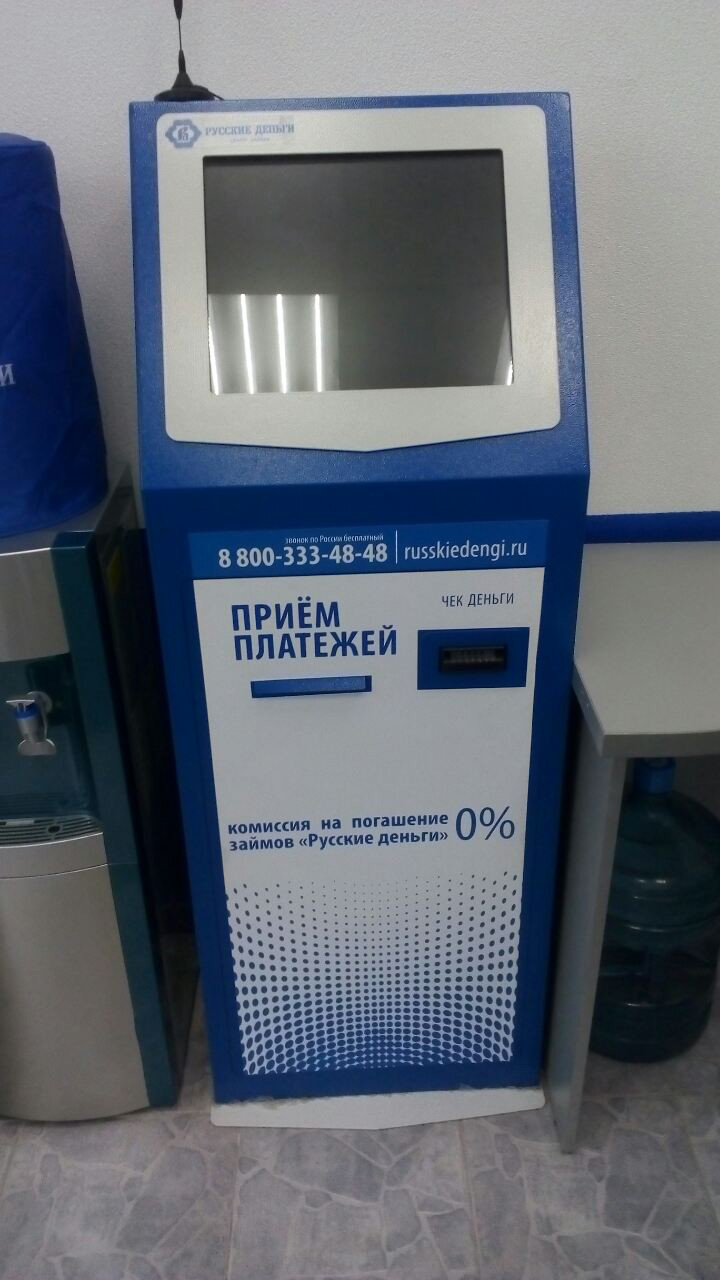 РУССКИЕ ДЕНЬГИ
И
звонок по России бесплатный
8 800-333-48-48 | russkiedengi.ru
ПРИЁМ
ПЛАТЕЖЕЙ
ЧЕК ДЕНЬГИ
комиссия на погашение
займов «Русские деньги» 0%